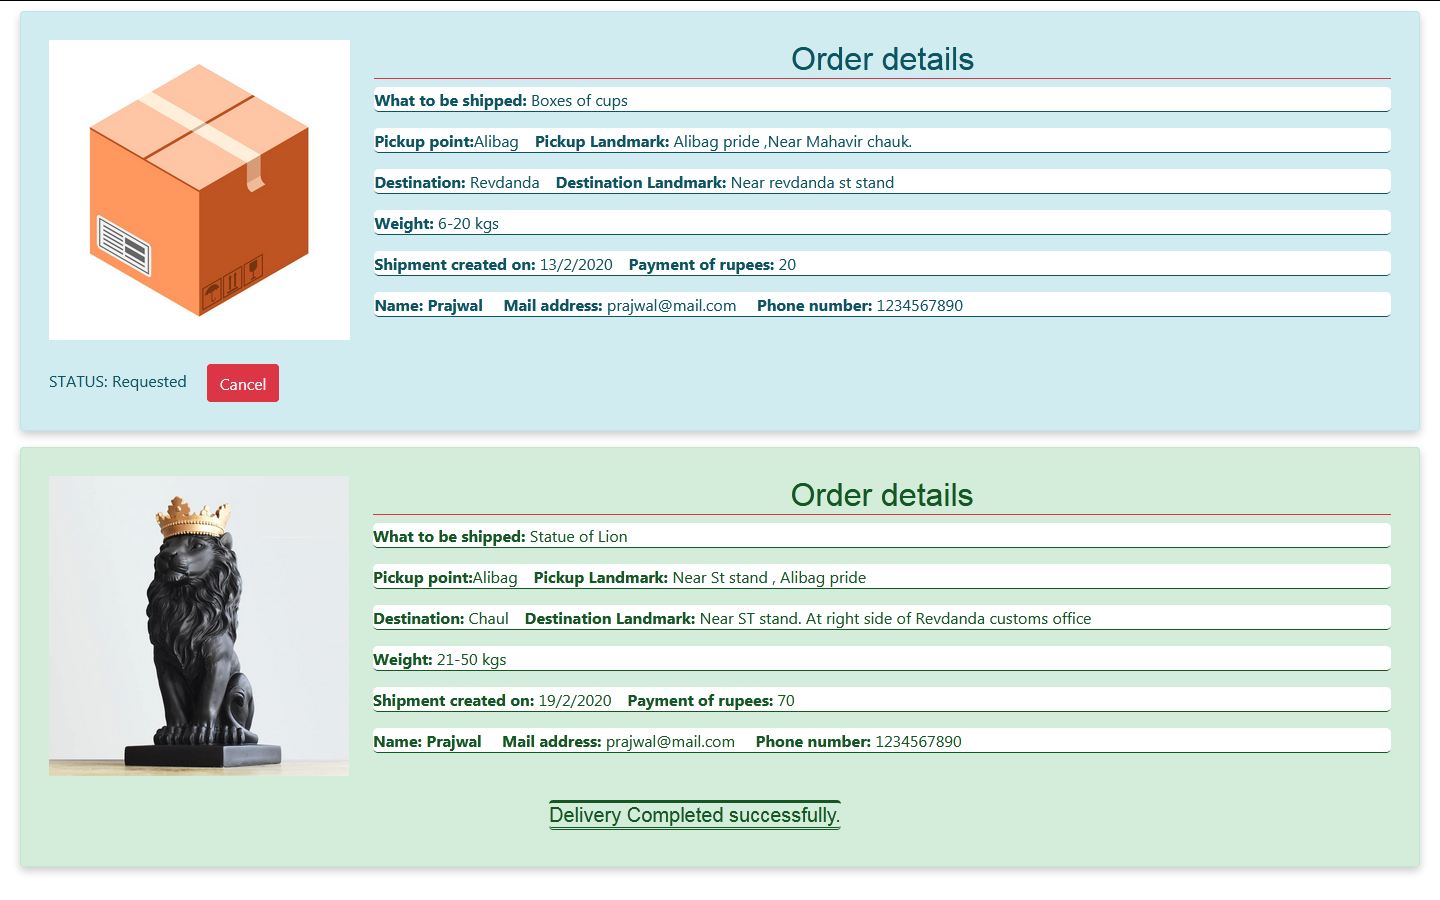 Order details
What to be shipped: Boxes of cups
Pickup point:Alibag Pickup Landmark: Alibag pride ,Near Mahavir chauk.
Destination: Revdanda Destination Landmark: Near revdanda st stand
Weight: 6-20 kgs
Shipment created on: 13/2/2020 Payment of rupees: 20
Name: Prajwal Mail address: prajwal@mail.com Phone number: 1234567890
STATUS: Requested Cancel
Order details
What to be shipped: Statue of Lion
Pickup point:Alibag Pickup Landmark: Near St stand , Alibag pride
Destination: Chaul Destination Landmark: Near ST stand. At right side of Revdanda customs office
Weight: 21-50 kgs
Shipment created on: 19/2/2020 Payment of rupees: 70
Name: Prajwal Mail address: prajwal@mail.com Phone number: 1234567890
Delivery Completed successfully.